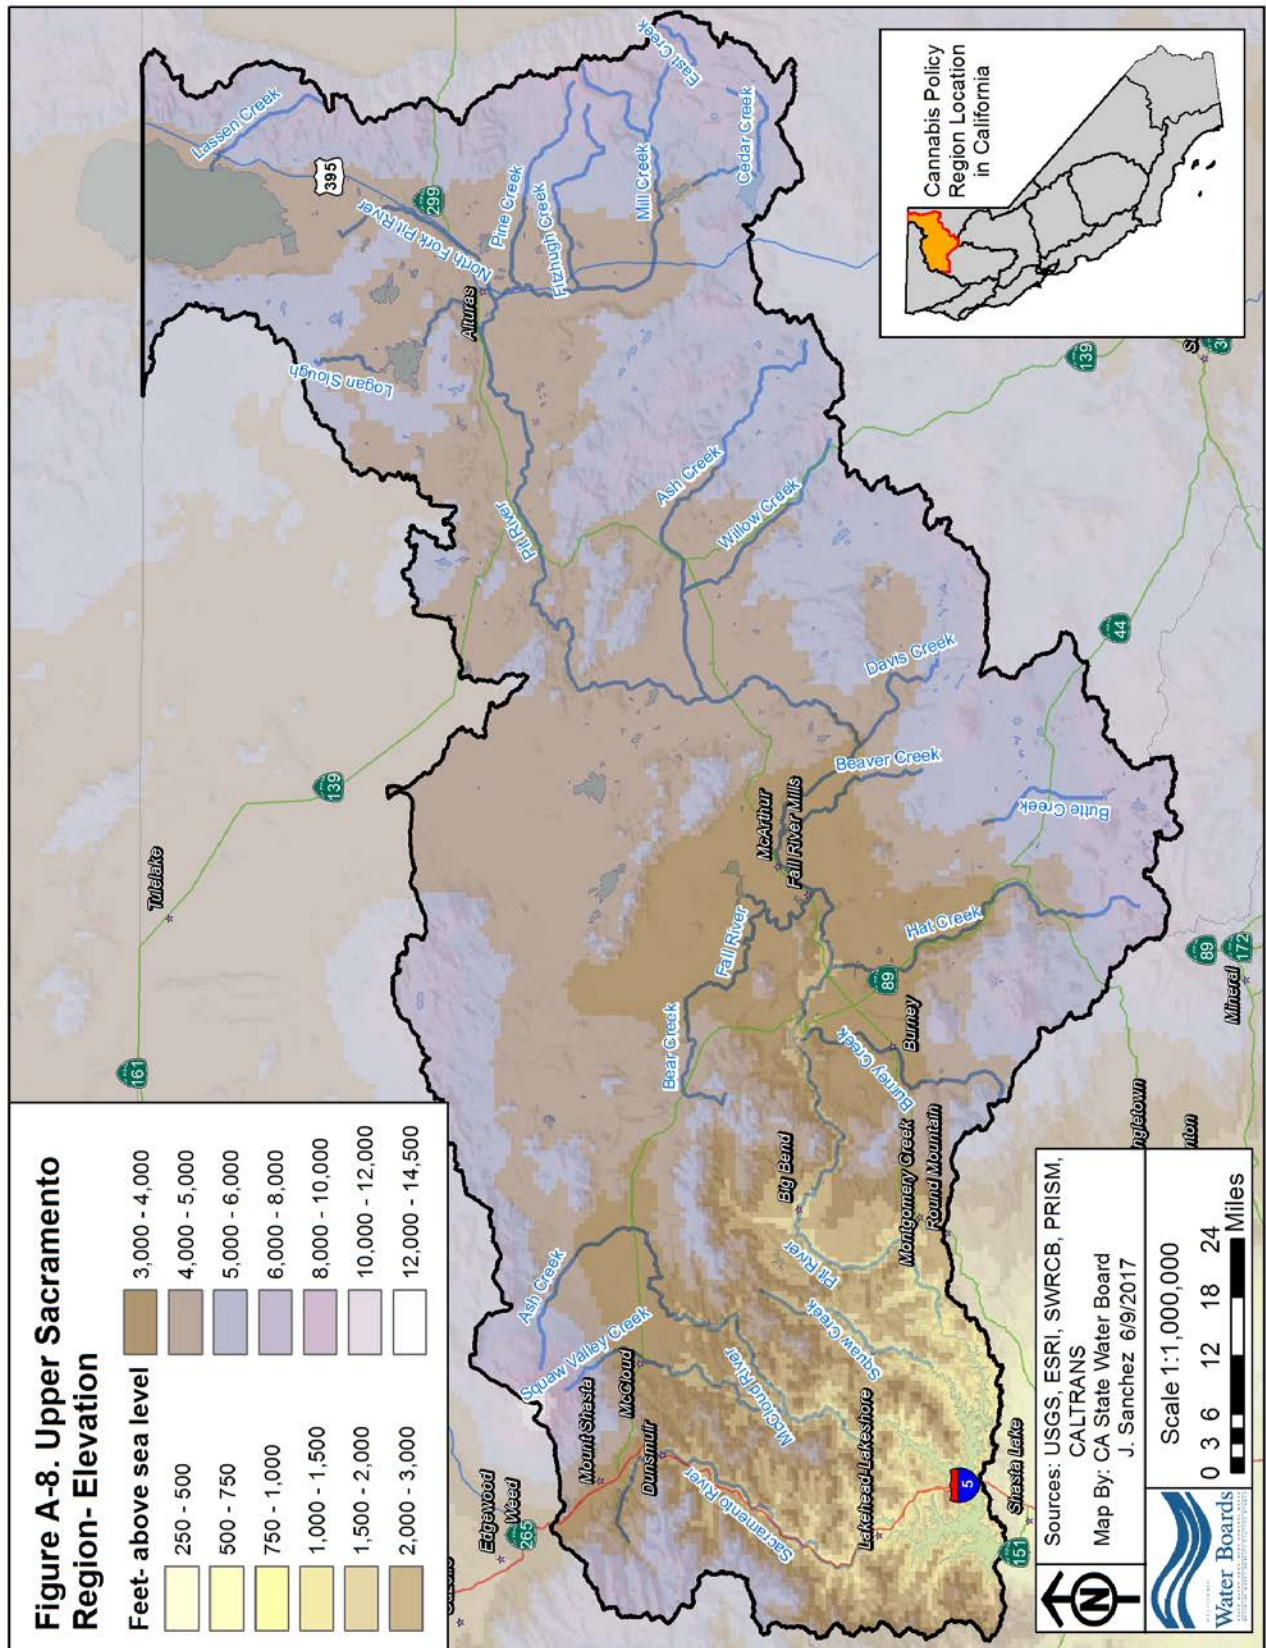 Figure A-8. Upper Sacramento
Region- Elevation
Feet- above sea level
250 - 500
500 - 750
750 - 1,000
1,000 - 1,500
1,500 - 2,000
2,000 - 3,000
3,000 - 4,000
4,000 - 5,000
5,000 - 6,000
6,000 - 8,000
8,000 - 10,000
10,000 - 12,000
12,000 - 14,500
161
Tulelake
139
Lassen Creek
395
299
North Fork Pit River
Logan Slough
Alturas
Pine Creek
Fitzhugh Creek
Mill Creek
East Creek
Cedar Creek
Pit River
Ash Creek
Willow Creek
Davis Creek
Beaver Creek
Butte Creek
McArthur
Fall River Mills
Fall River
Bear Creek
Hat Creek
89
Burney
Burney Creek
Big Bend
Pit River
Montgomery Creek
Round Mountain
Squaw Creek
Ash Creek
Squaw Valley Creek
McCloud
McCloud River
Mount Shasta
Dunsmuir
Edgewood
Weed
265
Sacramento River
Lakehead-Lakeshore
5
Shasta Lake
151
44
139
89
172
Mineral
ngletown
nton
Cannabis Policy
Region Location
in California
N
Sources: USGS, ESRI, SWRCB, PRISM,
CALTRANS
Map By: CA State Water Board
J. Sanchez 6/9/2017
Water Boards
Scale 1:1,000,000
0 3 6 12 18 24
Miles